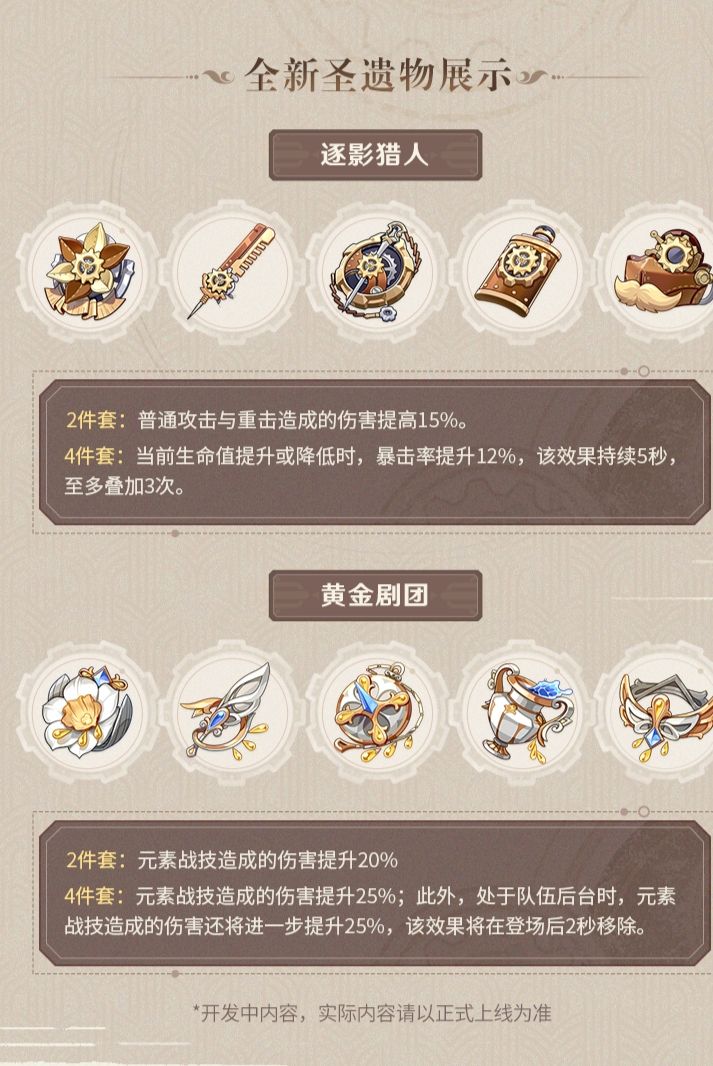 全新圣遗物展示
逐影猎人
2件套：普通攻击与重击造成的伤害提高15%。
4件套：当前生命值提升或降低时，暴击率提升12%，该效果持续5秒，
至多叠加3次。
黄金剧团
2件套：元素战技造成的伤害提升20%
4件套：元素战技造成的伤害提升25%；此外，处于队伍后台时，元素
战技造成的伤害还将进一步提升25%，该效果将在登场后2秒移除。
*开发中内容，实际内容请以正式上线为准